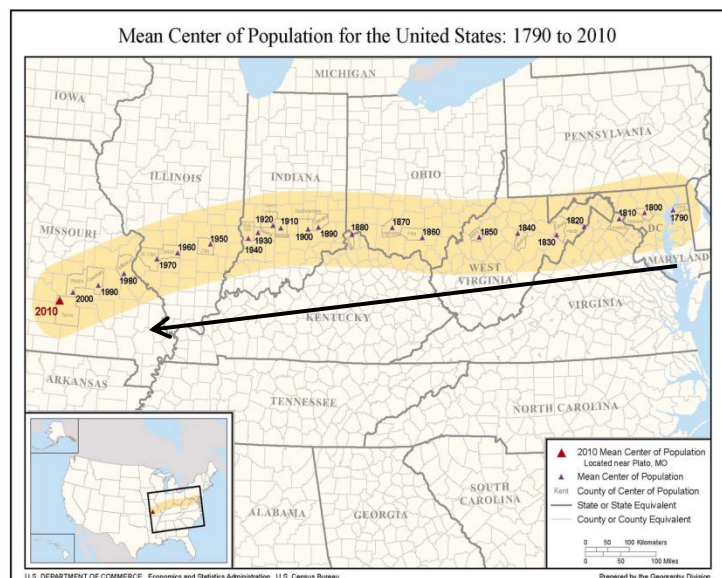 Mean Center of Population for the United States: 1790 to 2010
MICHIGAN
IOWA
PENNSYLVANIA
ILLINOIS
INDIANA
OHIO
MISSOURI
1920
1910
1930
1940
1900
1890
1880
1870
1860
1850
1840
1830
1820
1810
1800
1790
DC
MARYLAND
1950
1960
1970
1980
1990
2000
2010
WEST
VIRGINIA
VIRGINIA
KENTUCKY
ARKANSAS
TENNESSEE
NORTH CAROLINA
SOUTH
CAROLINA
ALABAMA
GEORGIA
2010 Mean Center of Population
Located near Plato, MO
Mean Center of Population
Kent County of Center of Population
State or State Equivalent
County or County Equivalent
0 50 100 Kilometers
0 50 100 Miles
U.S. DEPARTMENT OF COMMERCE Economics and Statistics Administration U.S. Census Bureau
Prepared by the Geography Division